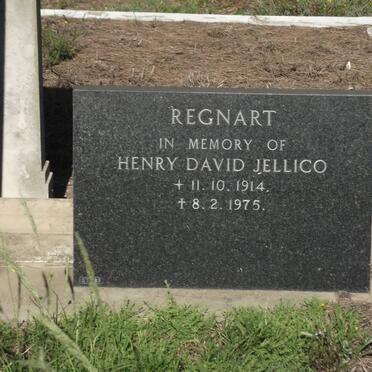 REGNART
IN MEMORY OF
HENRY DAVID JELLICO
+ 11. 10. 1914.
✝ 8. 2. 1975.